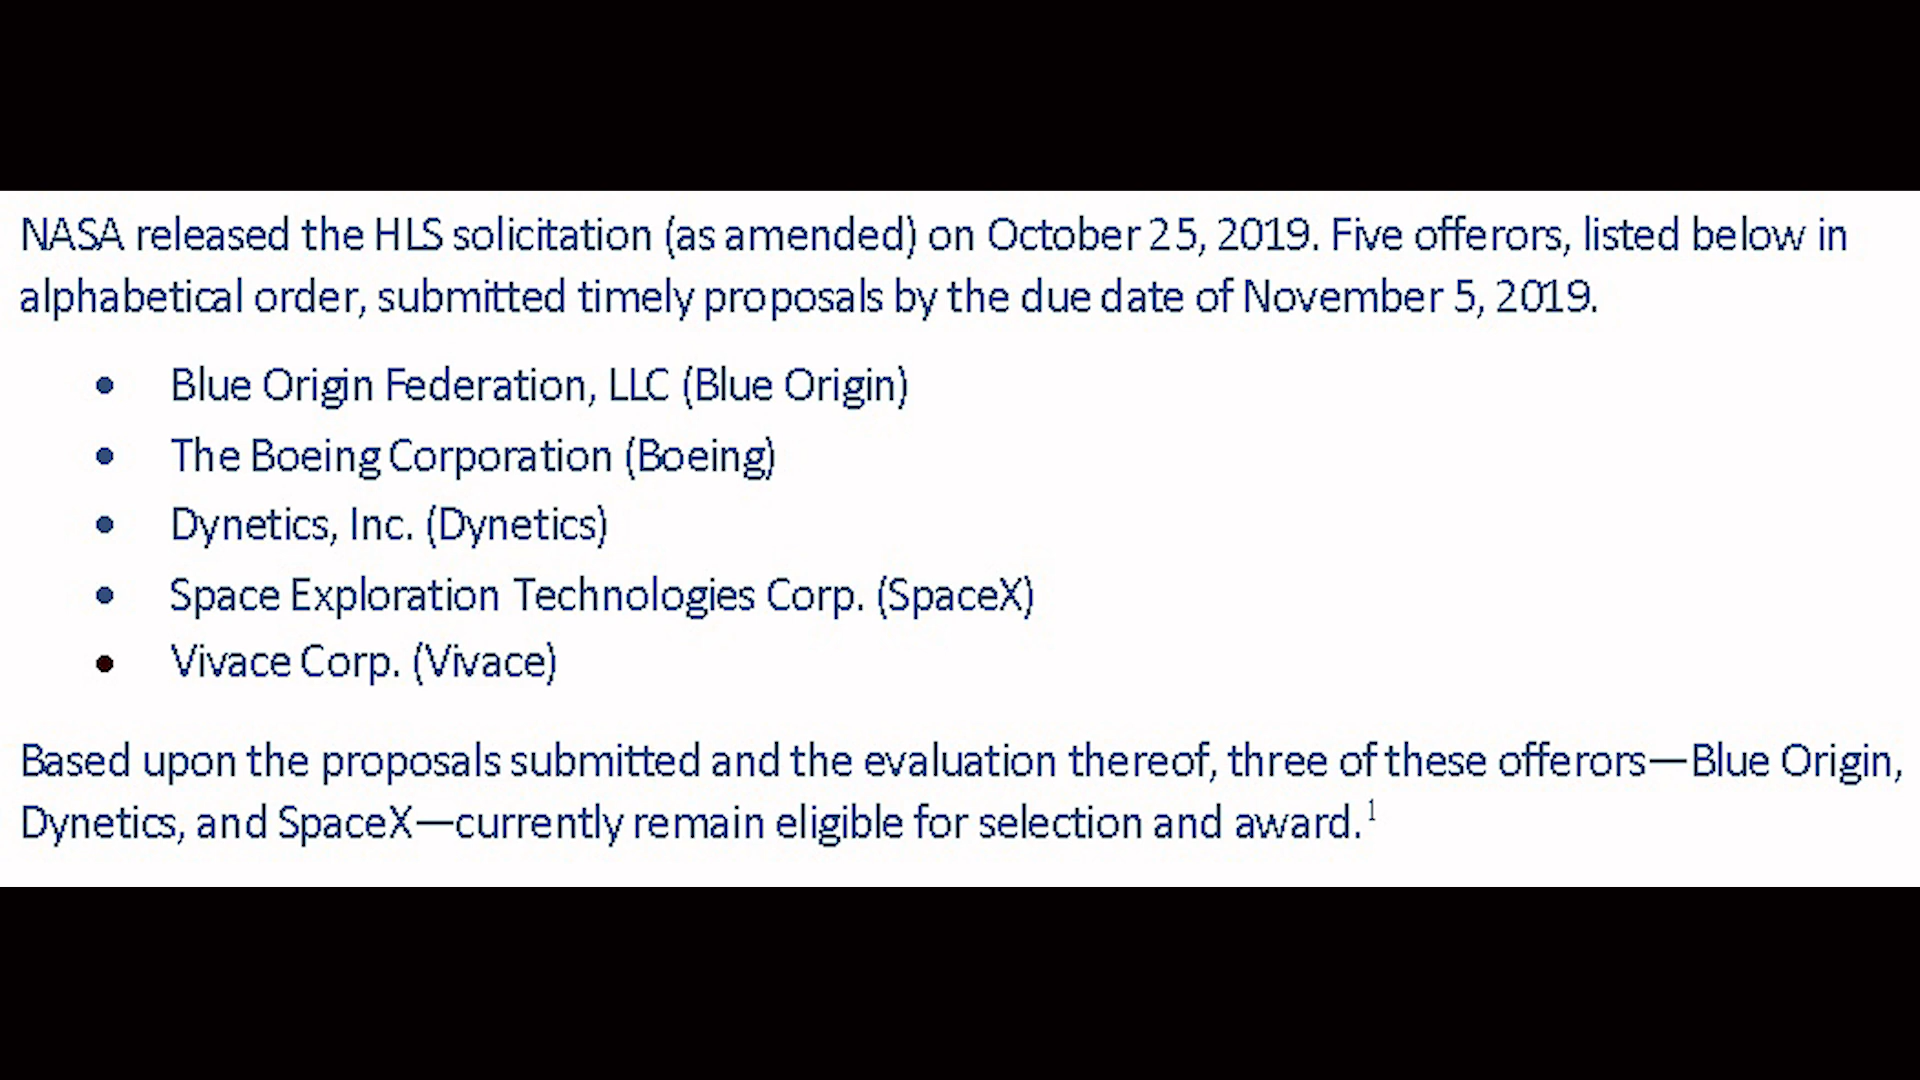 NASA released the HLS solicitation (as amended) on October 25, 2019. Five offerors, listed below in
alphabetical order, submitted timely proposals by the due date of November 5, 2019.
• Blue Origin Federation, LLC (Blue Origin)
• The Boeing Corporation (Boeing)
• Dynetics, Inc. (Dynetics)
• Space Exploration Technologies Corp. (SpaceX)
• Vivace Corp. (Vivace)
Based upon the proposals submitted and the evaluation thereof, three of these offerors—Blue Origin,
Dynetics, and SpaceX—currently remain eligible for selection and award.1